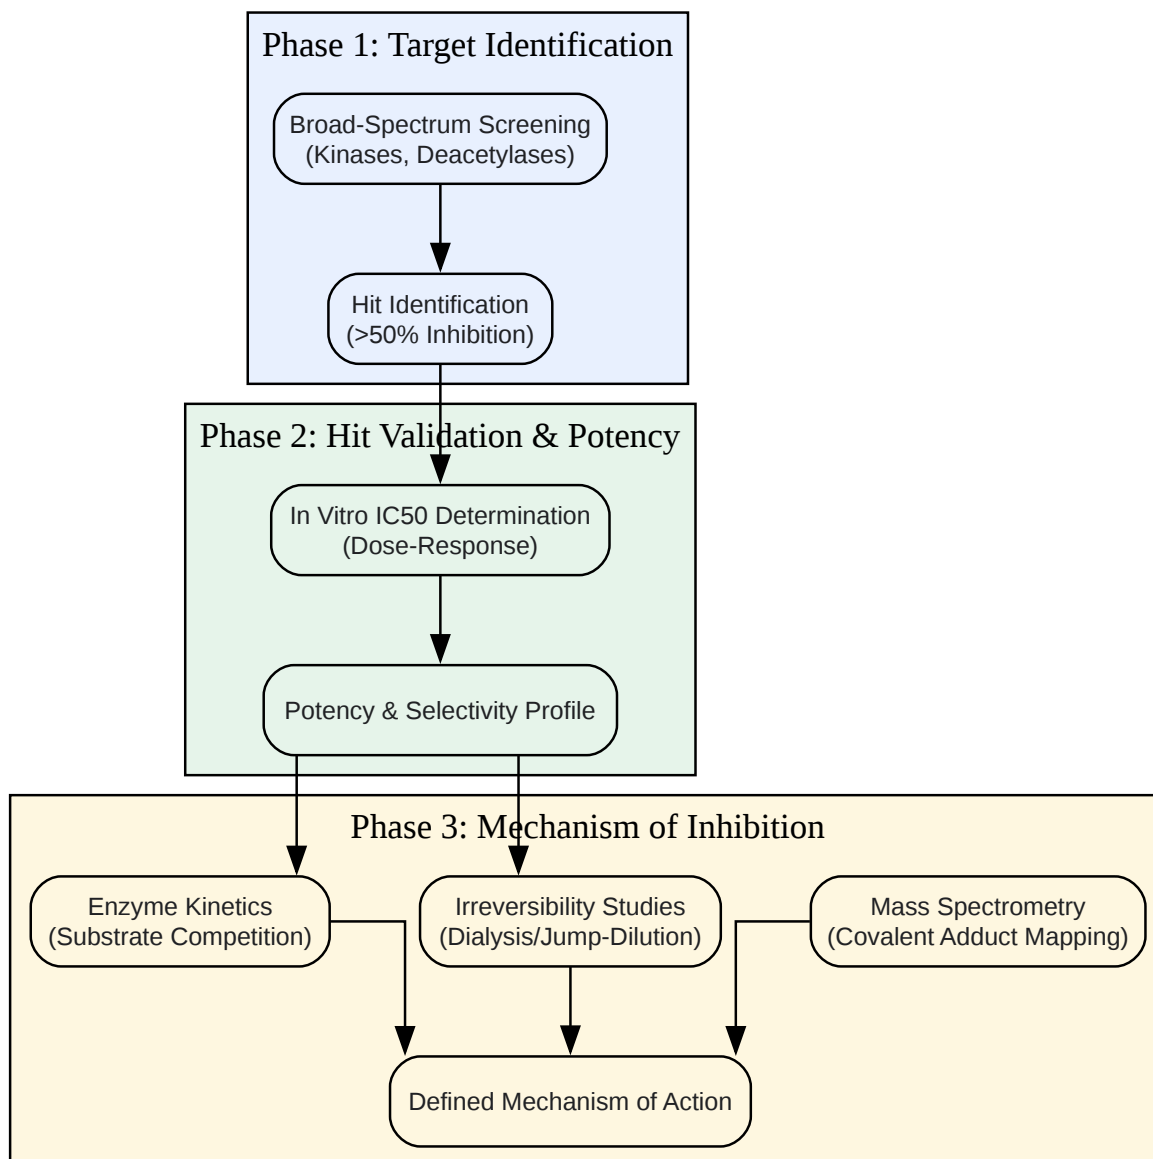 Phase 1: Target Identification
Broad-Spectrum Screening
(Kinases, Deacetylases)
Hit Identification
(>50% Inhibition)
Phase 2: Hit Validation & Potency
In Vitro IC50 Determination
(Dose-Response)
Potency & Selectivity Profile
Phase 3: Mechanism of Inhibition
Enzyme Kinetics
(Substrate Competition)
Irreversibility Studies
(Dialysis/Jump-Dilution)
Mass Spectrometry
(Covalent Adduct Mapping)
Defined Mechanism of Action